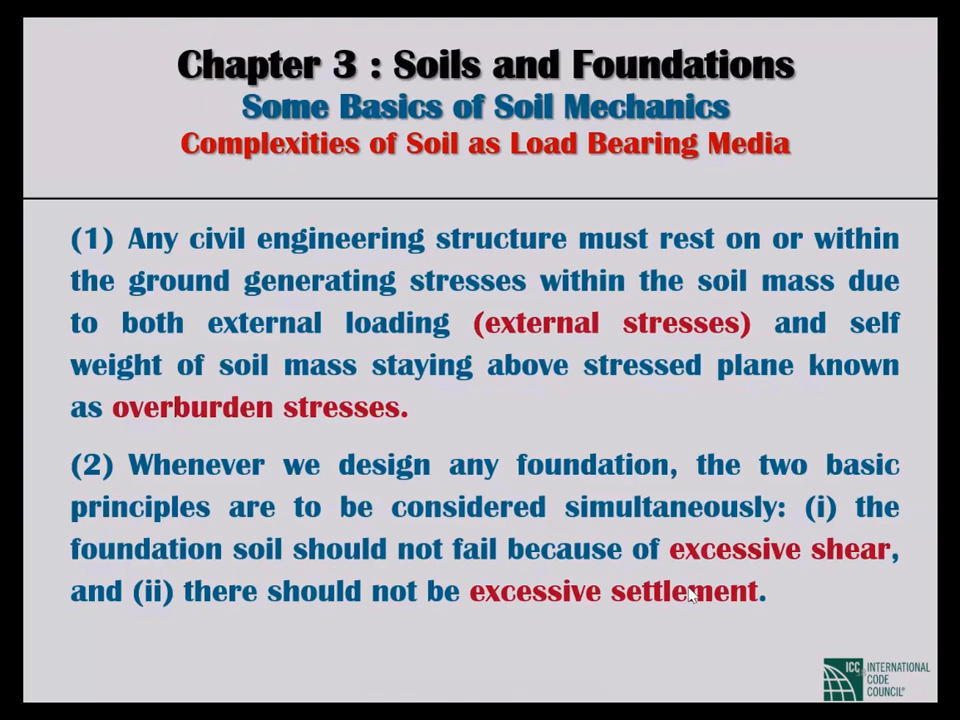 Chapter 3 : Soils and Foundations
Some Basics of Soil Mechanics
Complexities of Soil as Load Bearing Media
(1) Any civil engineering structure must rest on or within
the ground generating stresses within the soil mass due
to both external loading (external stresses) and self
weight of soil mass staying above stressed plane known
as overburden stresses.
(2) Whenever we design any foundation, the two basic
principles are to be considered simultaneously: (i) the
foundation soil should not fail because of excessive shear,
and (ii) there should not be excessive settlement.
ICC INTERNATIONAL
CODE
COUNCIL®